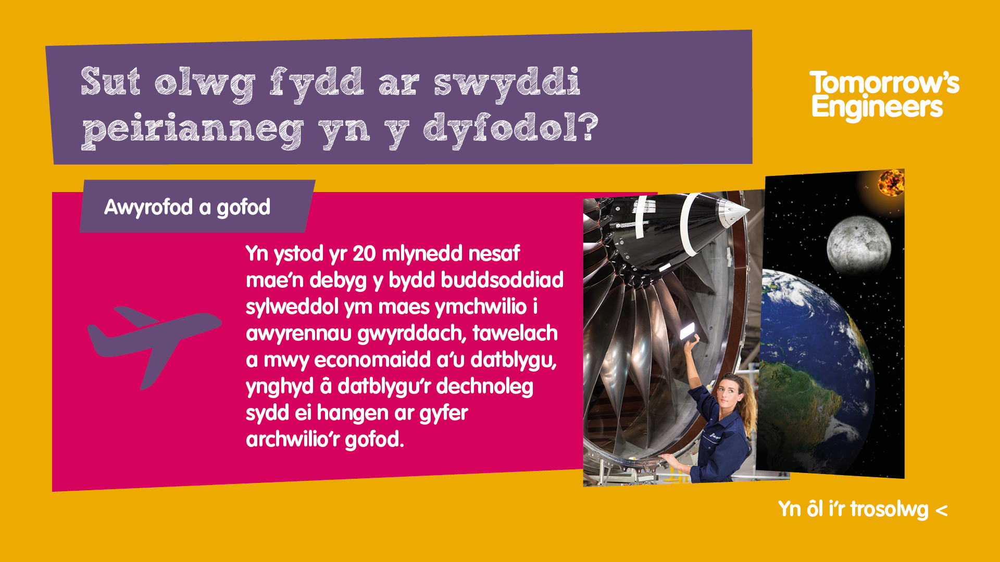 Sut olwg fydd ar swyddi
peirianneg yn y dyfodol?
Tomorrow's
Engineers
Awyrofod a gofod
Yn ystod yr 20 mlynedd nesaf
mae'n debyg y bydd buddsoddiad
sylweddol ym maes ymchwilio i
awyrennau gwyrddach, tawelach
a mwy economaidd a'u datblygu,
ynghyd â datblygu'r dechnoleg
sydd ei hangen ar gyfer
archwilio'r gofod.
Yn ôl i'r trosolwg <